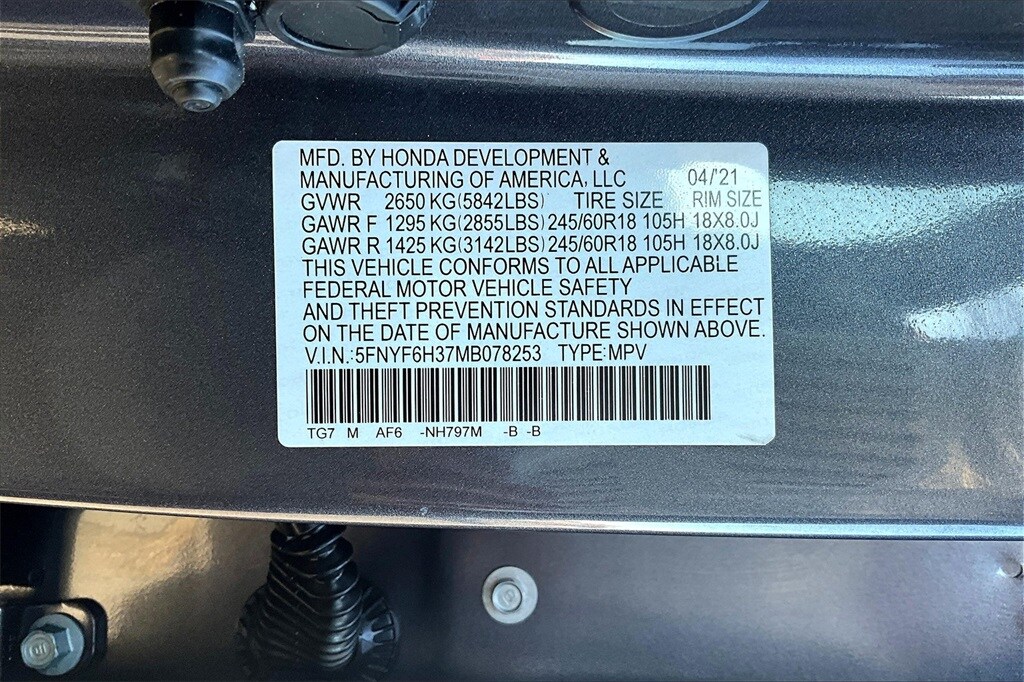 MFD. BY HONDA DEVELOPMENT &
MANUFACTURING OF AMERICA, LLC 04/'21
GVWR 2650 KG(5842LBS) TIRE SIZE RIM SIZE
GAWR F 1295 KG(2855LBS) 245/60R18 105H 18X8.0J
GAWR R 1425 KG(3142LBS) 245/60R18 105H 18X8.0J
THIS VEHICLE CONFORMS TO ALL APPLICABLE
FEDERAL MOTOR VEHICLE SAFETY
AND THEFT PREVENTION STANDARDS IN EFFECT
ON THE DATE OF MANUFACTURE SHOWN ABOVE.
V.I.N.:5FNYF6H37MB078253 TYPE:MPV
TG7 M AF6 -NH797M -B -B